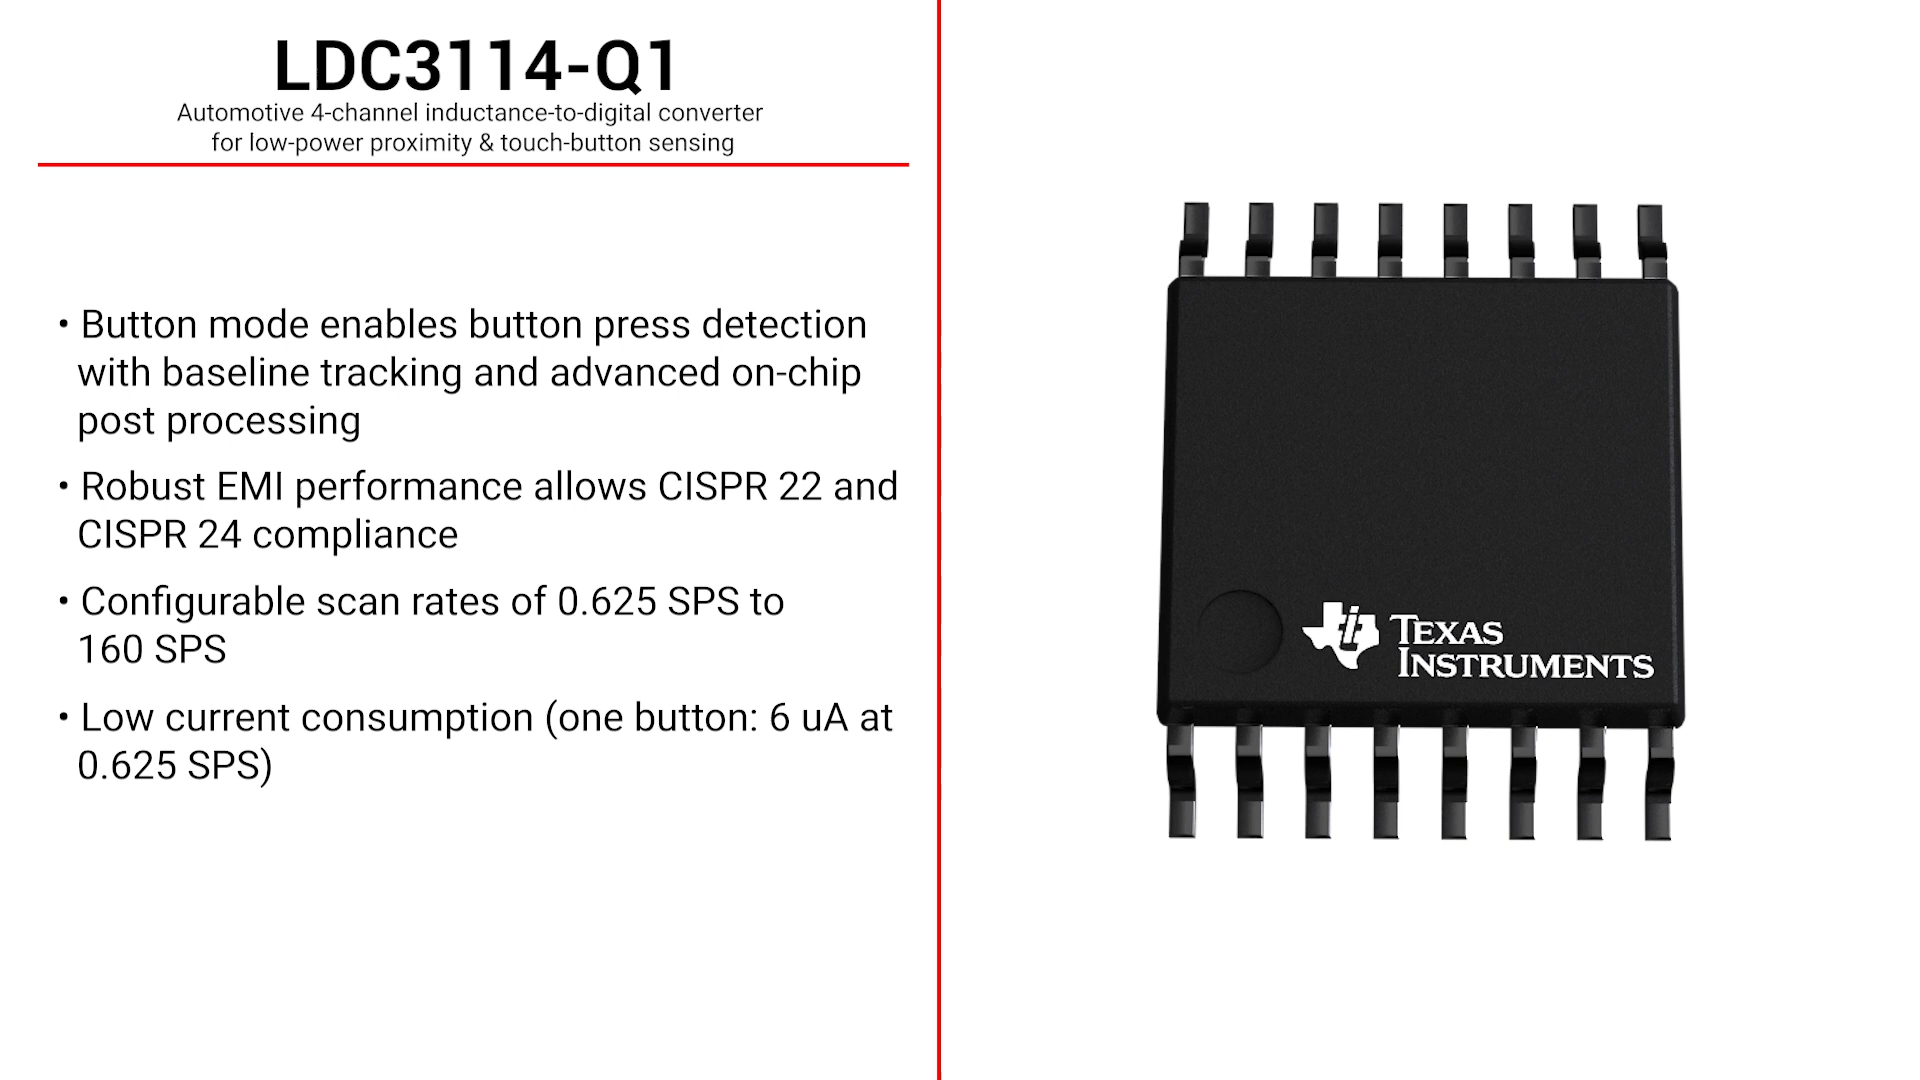 LDC3114-Q1
Automotive 4-channel inductance-to-digital converter
for low-power proximity & touch-button sensing
• Button mode enables button press detection
with baseline tracking and advanced on-chip
post processing
• Robust EMI performance allows CISPR 22 and
CISPR 24 compliance
• Configurable scan rates of 0.625 SPS to
160 SPS
• Low current consumption (one button: 6 uA at
0.625 SPS)
TEXAS
INSTRUMENTS